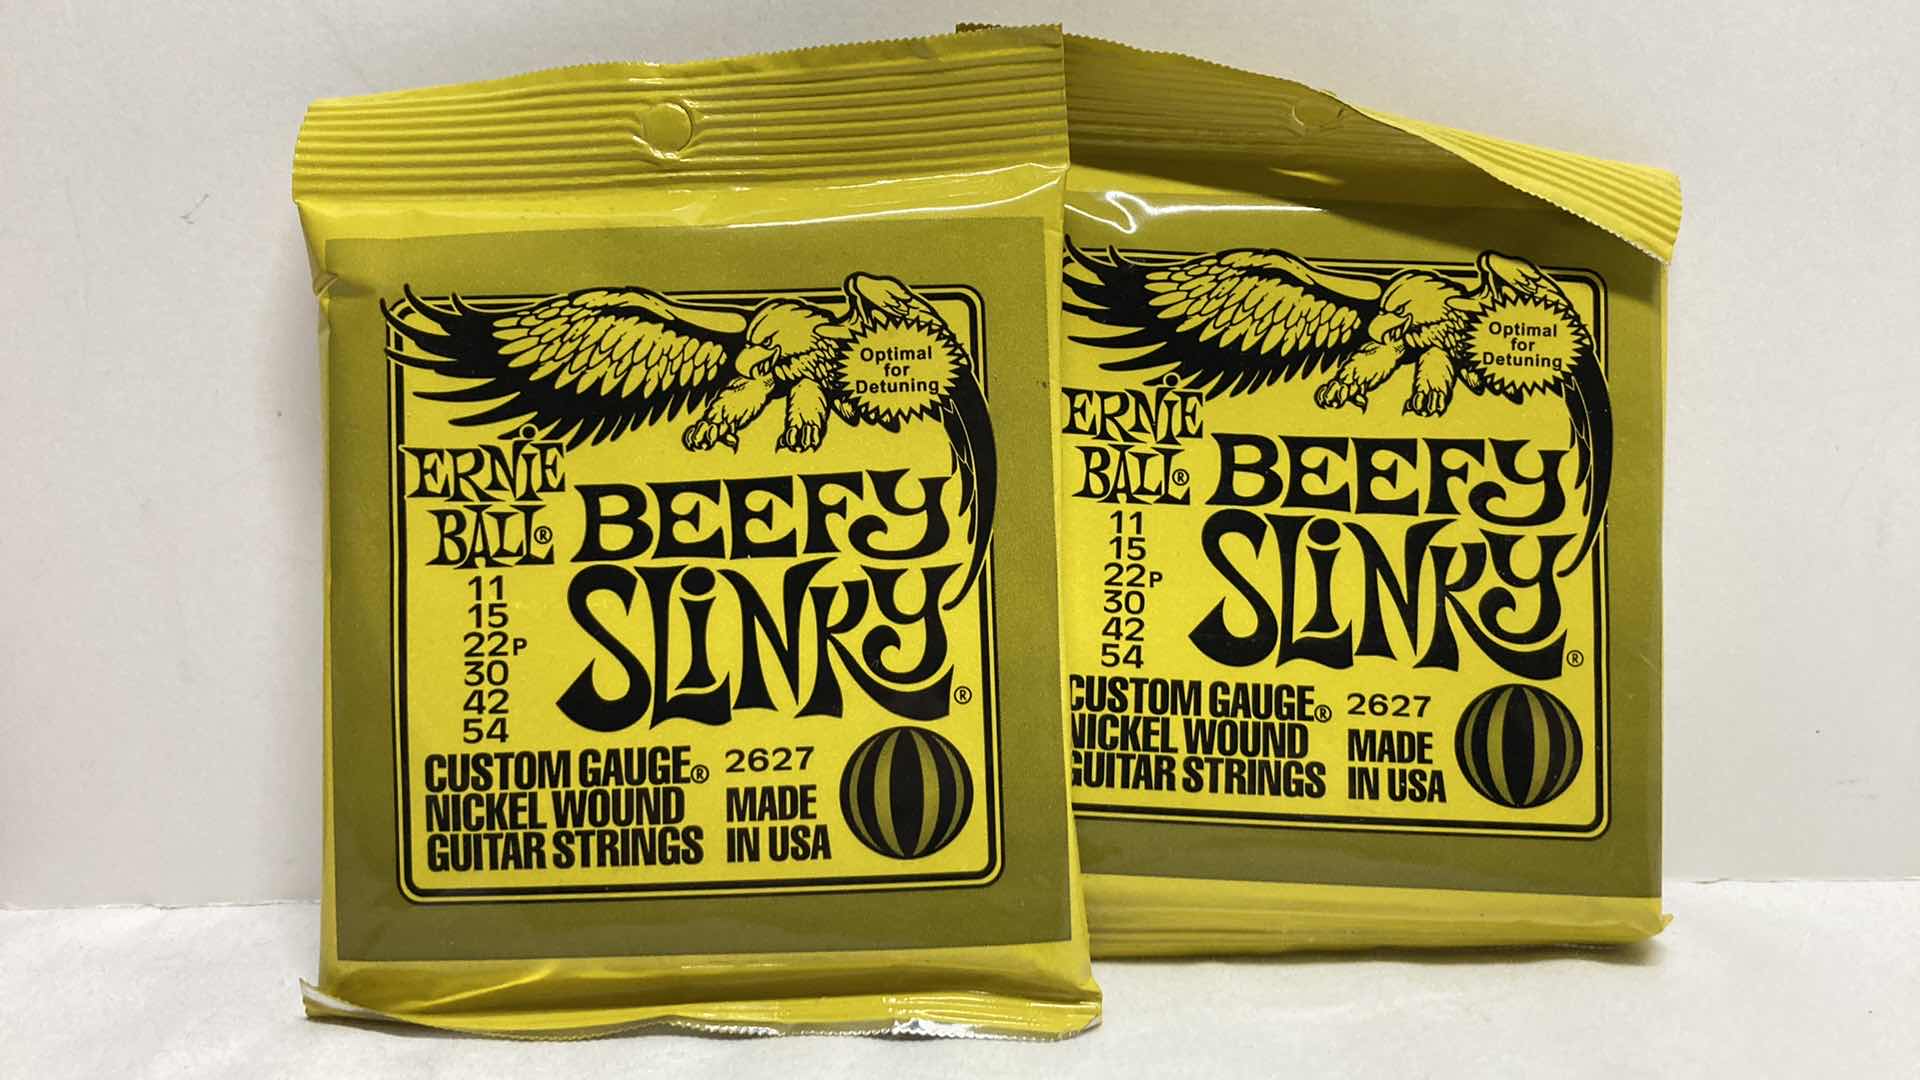 Optimal
for
Detuning
ERNIE
BALL®
BEEFY
SLINKY®
11
15
22P
30
42
54
CUSTOM GAUGE®
NICKEL WOUND
GUITAR STRINGS
2627
MADE
IN USA
Optimal
for
Detuning
ERNIE
BALL®
BEEFY
SLINKY®
11
15
22P
30
42
54
CUSTOM GAUGE®
NICKEL WOUND
GUITAR STRINGS
2627
MADE
IN USA